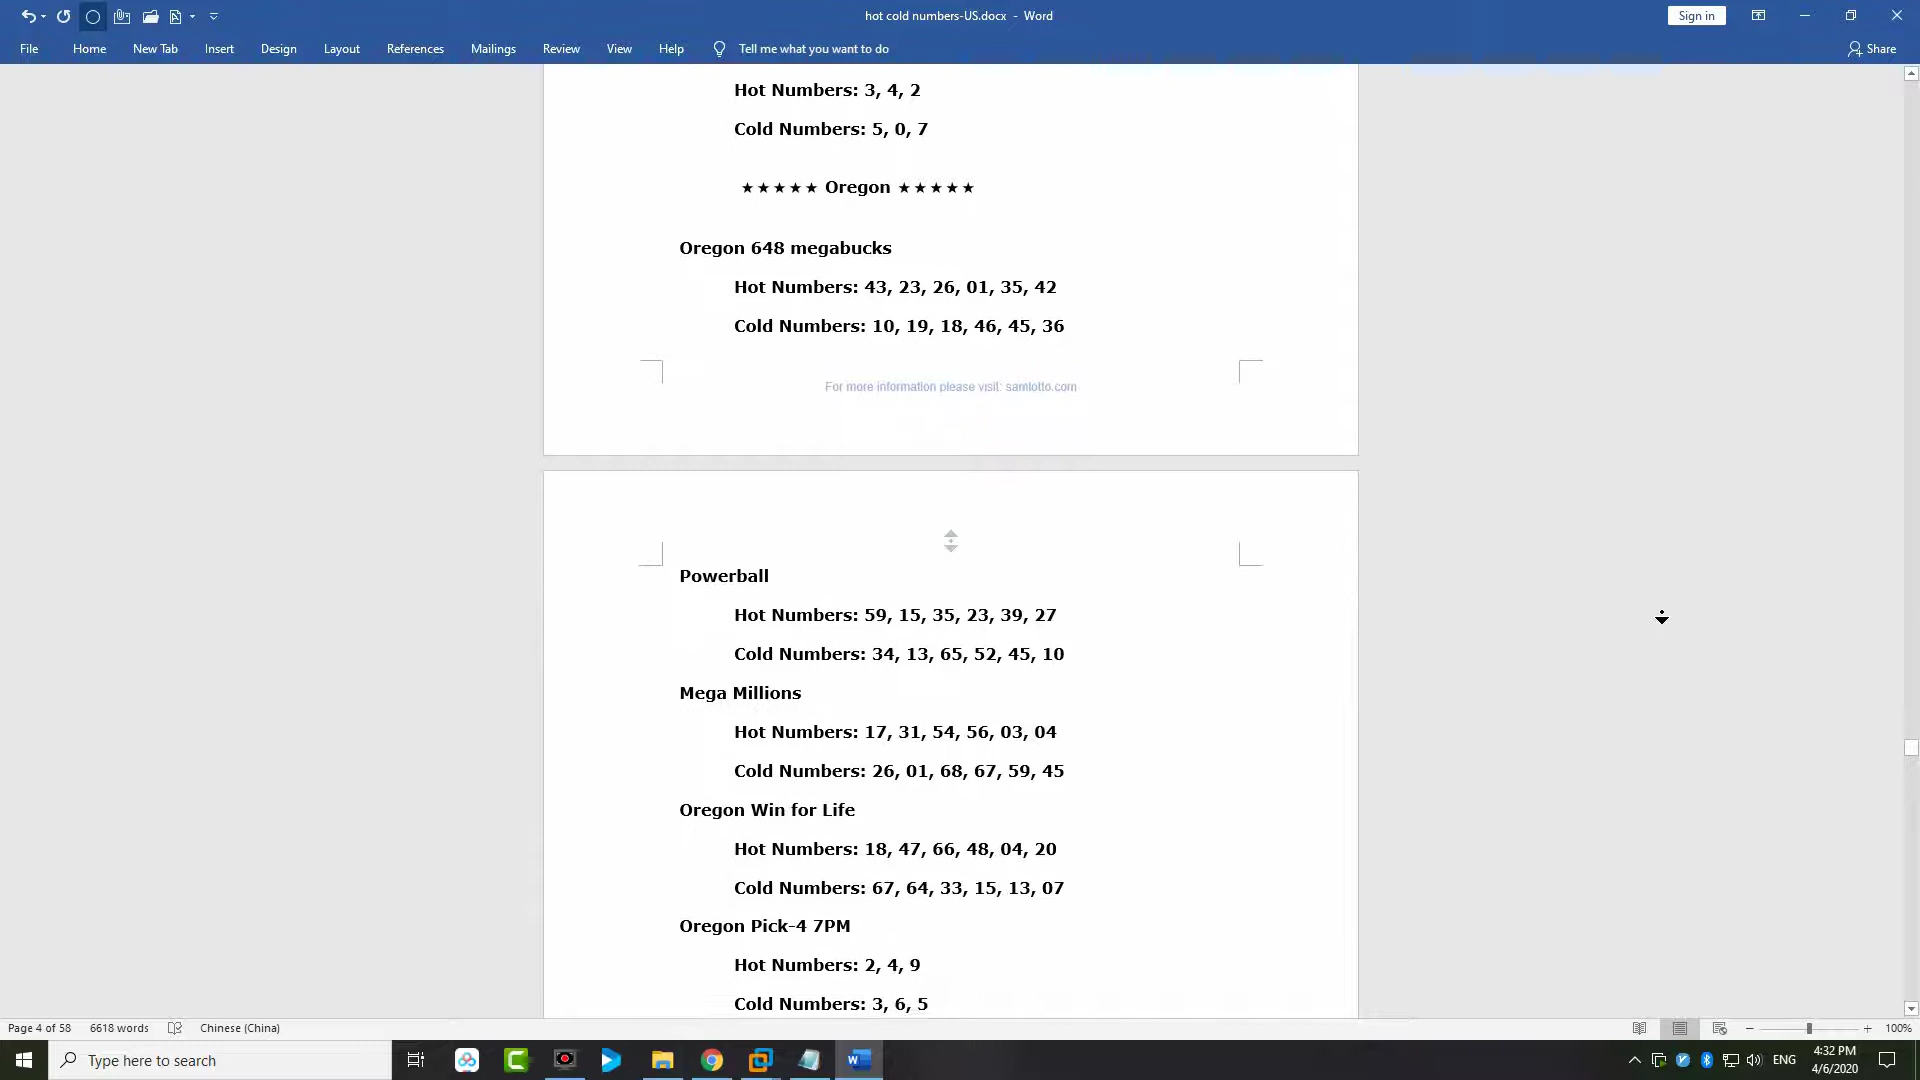 hot cold numbers-US.docx - Word
Sign in
File Home New Tab Insert Design Layout References Mailings Review View Help Tell me what you want to do Share
Hot Numbers: 3, 4, 2
Cold Numbers: 5, 0, 7
★★★★★ Oregon ★★★★★
Oregon 648 megabucks
Hot Numbers: 43, 23, 26, 01, 35, 42
Cold Numbers: 10, 19, 18, 46, 45, 36
For more information please visit: samlotto.com
Powerball
Hot Numbers: 59, 15, 35, 23, 39, 27
Cold Numbers: 34, 13, 65, 52, 45, 10
Mega Millions
Hot Numbers: 17, 31, 54, 56, 03, 04
Cold Numbers: 26, 01, 68, 67, 59, 45
Oregon Win for Life
Hot Numbers: 18, 47, 66, 48, 04, 20
Cold Numbers: 67, 64, 33, 15, 13, 07
Oregon Pick-4 7PM
Hot Numbers: 2, 4, 9
Cold Numbers: 3, 6, 5
Page 4 of 58 6618 words Chinese (China) 100%
Type here to search
ENG
4:32 PM
4/6/2020